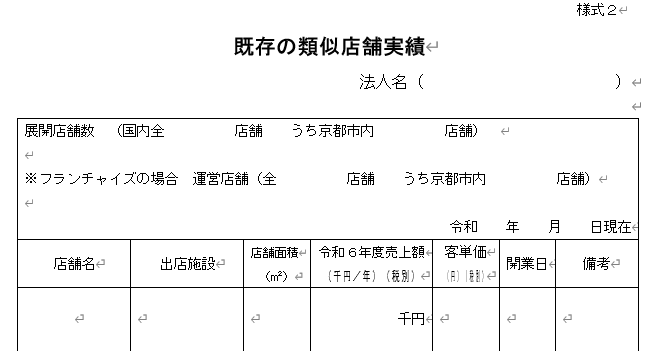 様式２
既存の類似店舗実績
法人名（　　　　　　　　　　　）
展開店舗数　（国内全　　　　　店舗　　うち京都市内　　　　　店舗）
※フランチャイズの場合　運営店舗（全　　　　　店舗　　うち京都市内　　　　　店舗）
令和　　年　　月　　日現在
店舗名　出店施設　店舗面積　令和６年度売上額　客単価　開業日　備考
（㎡）　（千円／年）（税別）　（円）（税別）
千円